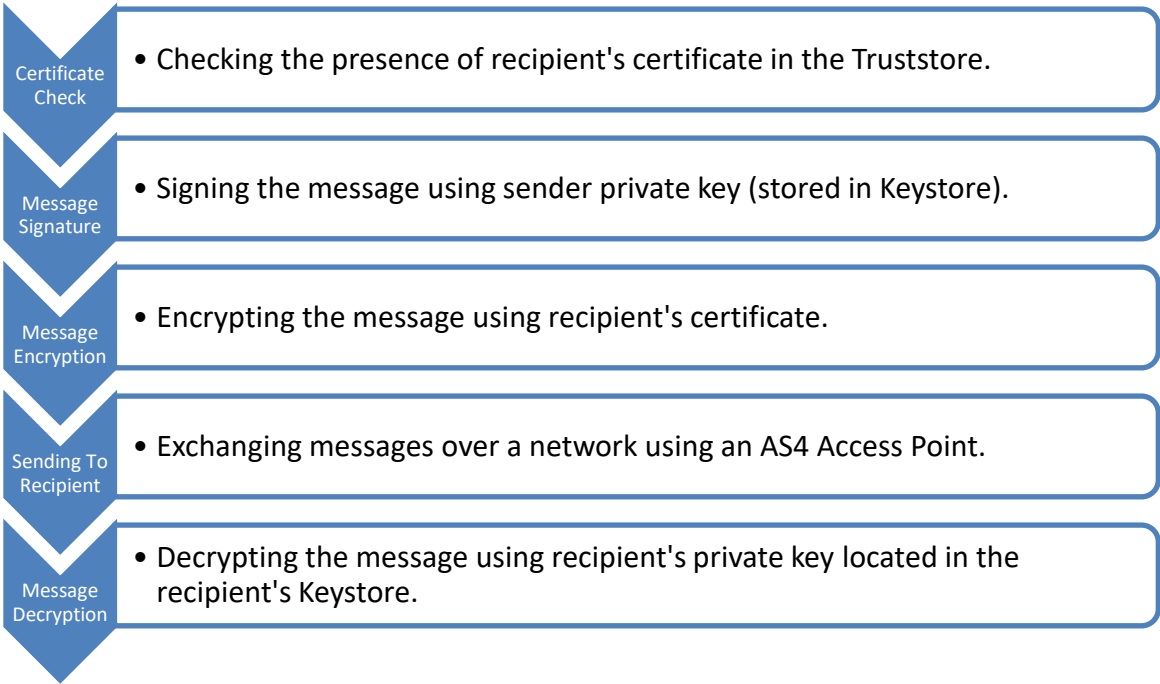 Certificate
Check
• Checking the presence of recipient's certificate in the Truststore.
Message
Signature
• Signing the message using sender private key (stored in Keystore).
Message
Encryption
• Encrypting the message using recipient's certificate.
Sending To
Recipient
• Exchanging messages over a network using an AS4 Access Point.
Message
Decryption
• Decrypting the message using recipient's private key located in the
recipient's Keystore.